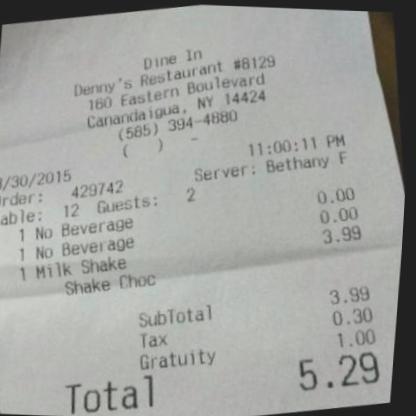 Dine In
Denny's Restaurant #8129
160 Eastern Boulevard
Canandaigua, NY 14424
(585) 394-4880
( ) -
/30/2015 11:00:11 PM
rder: 429742 Server: Bethany F
able: 12 Guests: 2
1 No Beverage 0.00
1 No Beverage 0.00
1 Milk Shake 3.99
Shake Choc
SubTotal 3.99
Tax 0.30
Gratuity 1.00
Total 5.29